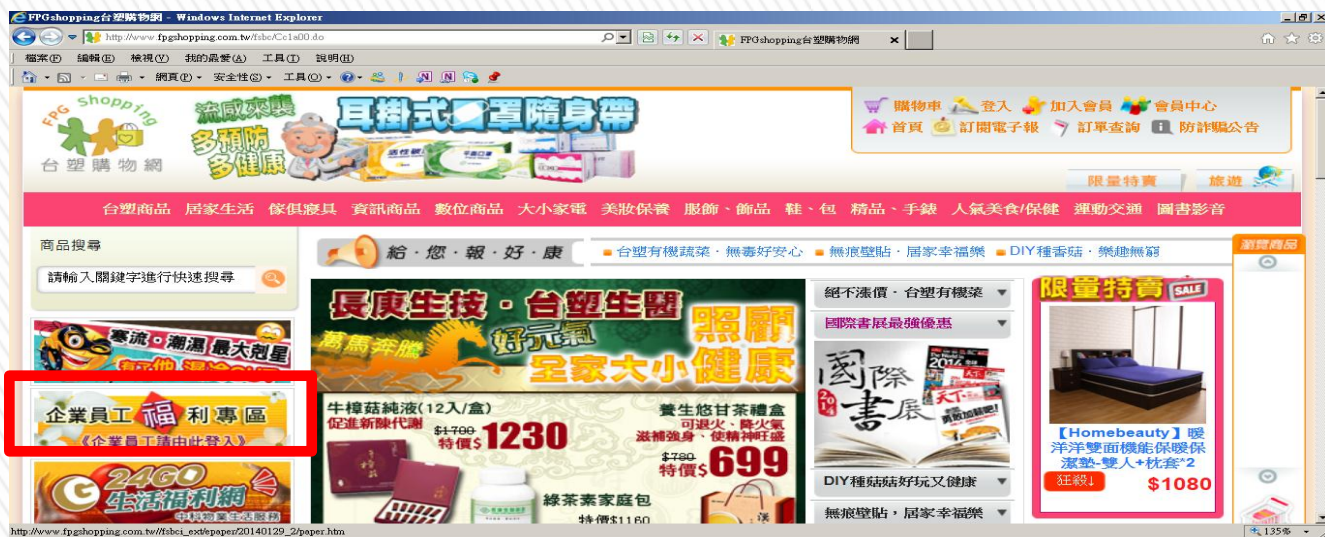 FPGshopping台塑購物網 - Windows Internet Explorer
http://www.fpgshopping.com.tw/fsbc/Cc1a00.do
FPGshopping台塑購物網
檔案(F) 編輯(E) 檢視(V) 我的最愛(A) 工具(T) 說明(H)
網頁(P) 安全性(S) 工具(O)
FPG Shopping
台塑購物網
流感來襲
多預防
多健康
耳掛式口罩隨身帶
購物車 登入 加入會員 會員中心
首頁 訂閱電子報 訂單查詢 防詐騙公告
限量特賣 旅遊
台塑商品 居家生活 傢俱寢具 資訊商品 數位商品 大小家電 美妝保養 服飾、飾品 鞋、包 精品、手錶 人氣美食/保健 運動交通 圖書影音
商品搜尋
請輸入關鍵字進行快速搜尋
給‧您‧報‧好‧康
台塑有機蔬菜‧無毒好安心 無痕壁貼‧居家幸福樂 DIY種香菇‧樂趣無窮
瀏覽商品
寒流‧潮濕 最大剋星
企業員工福利專區
《企業員工請由此登入》
24GO
生活福利網
中科物業生活服務
長庚生技‧台塑生醫
萬馬奔騰 好元氣 照顧
全家大小健康
牛樟菇純液(12入/盒)
促進新陳代謝
$1700
特價$1230
養生悠甘茶禮盒
可退火、降火氣
滋補強身、使精神旺盛
$780
特價$699
綠茶素家庭包
特價$1160
絕不漲價‧台塑有機菜
國際書展最強優惠
2014
國際書展
DIY種菇菇好玩又健康
無痕壁貼，居家幸福樂
限量特賣 SALE
【Homebeauty】暖
洋洋雙面機能保暖保
潔墊-雙人+枕套*2
狂殺↓ $1080
http://www.fpgshopping.com.tw//fsbci_ext/epaper/20140129_2/paper.htm
135%